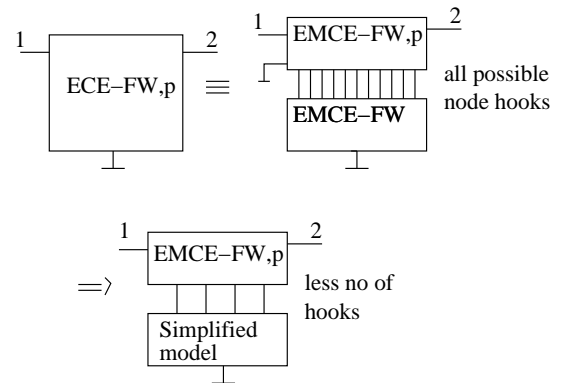 1 2
ECE–FW,p
≡
1 2
EMCE–FW,p
EMCE–FW
all possible
node hooks
=>
1 2
EMCE–FW,p
Simplified
model
less no of
hooks